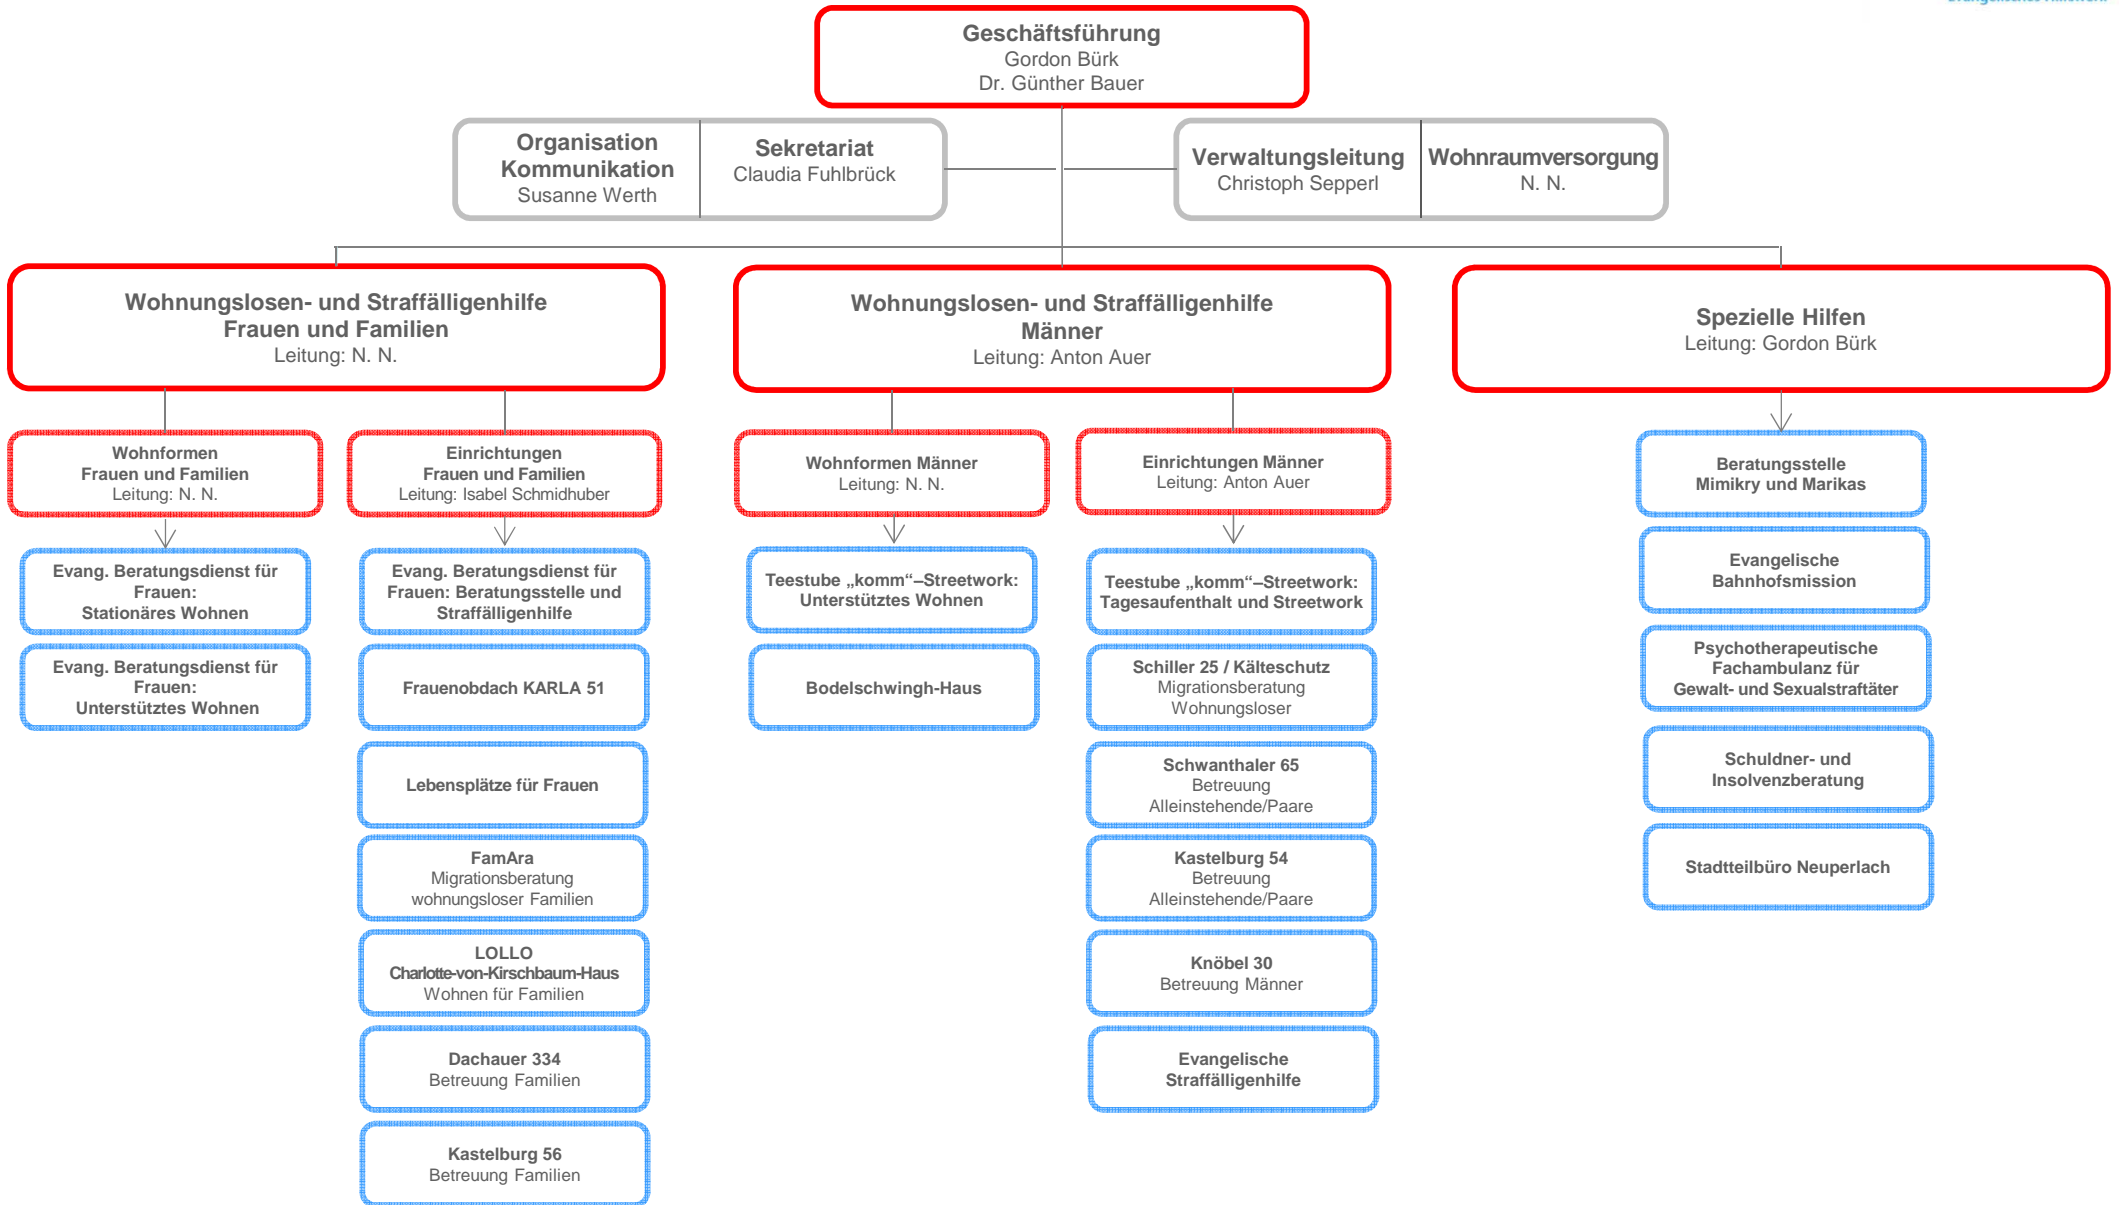 Geschäftsführung
Gordon Bürk
Dr. Günther Bauer
Organisation
Kommunikation
Susanne Werth
Sekretariat
Claudia Fuhlbrück
Verwaltungsleitung
Christoph Sepperl
Wohnraumversorgung
N. N.
Wohnungslosen- und Straffälligenhilfe
Frauen und Familien
Leitung: N. N.
Wohnungslosen- und Straffälligenhilfe
Männer
Leitung: Anton Auer
Spezielle Hilfen
Leitung: Gordon Bürk
Wohnformen
Frauen und Familien
Leitung: N. N.
Einrichtungen
Frauen und Familien
Leitung: Isabel Schmidhuber
Wohnformen Männer
Leitung: N. N.
Einrichtungen Männer
Leitung: Anton Auer
Evang. Beratungsdienst für
Frauen:
Stationäres Wohnen
Evang. Beratungsdienst für
Frauen:
Unterstütztes Wohnen
Evang. Beratungsdienst für
Frauen: Beratungsstelle und
Straffälligenhilfe
Frauenobdach KARLA 51
Lebensplätze für Frauen
FamAra
Migrationsberatung
wohnungsloser Familien
LOLLO
Charlotte-von-Kirschbaum-Haus
Wohnen für Familien
Dachauer 334
Betreuung Familien
Kastelburg 56
Betreuung Familien
Teestube „komm“–Streetwork:
Unterstütztes Wohnen
Bodelschwingh-Haus
Teestube „komm“–Streetwork:
Tagesaufenthalt und Streetwork
Schiller 25 / Kälteschutz
Migrationsberatung
Wohnungsloser
Schwanthaler 65
Betreuung
Alleinstehende/Paare
Kastelburg 54
Betreuung
Alleinstehende/Paare
Knöbel 30
Betreuung Männer
Evangelische
Straffälligenhilfe
Beratungsstelle
Mimikry und Marikas
Evangelische
Bahnhofsmission
Psychotherapeutische
Fachambulanz für
Gewalt- und Sexualstraftäter
Schuldner- und
Insolvenzberatung
Stadtteilbüro Neuperlach